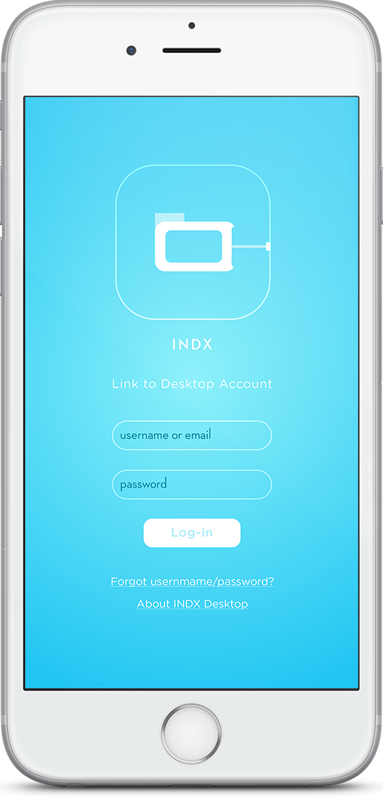 INDX
Link to Desktop Account
username or email
password
Log-in
Forgot usernmame/password?
About INDX Desktop